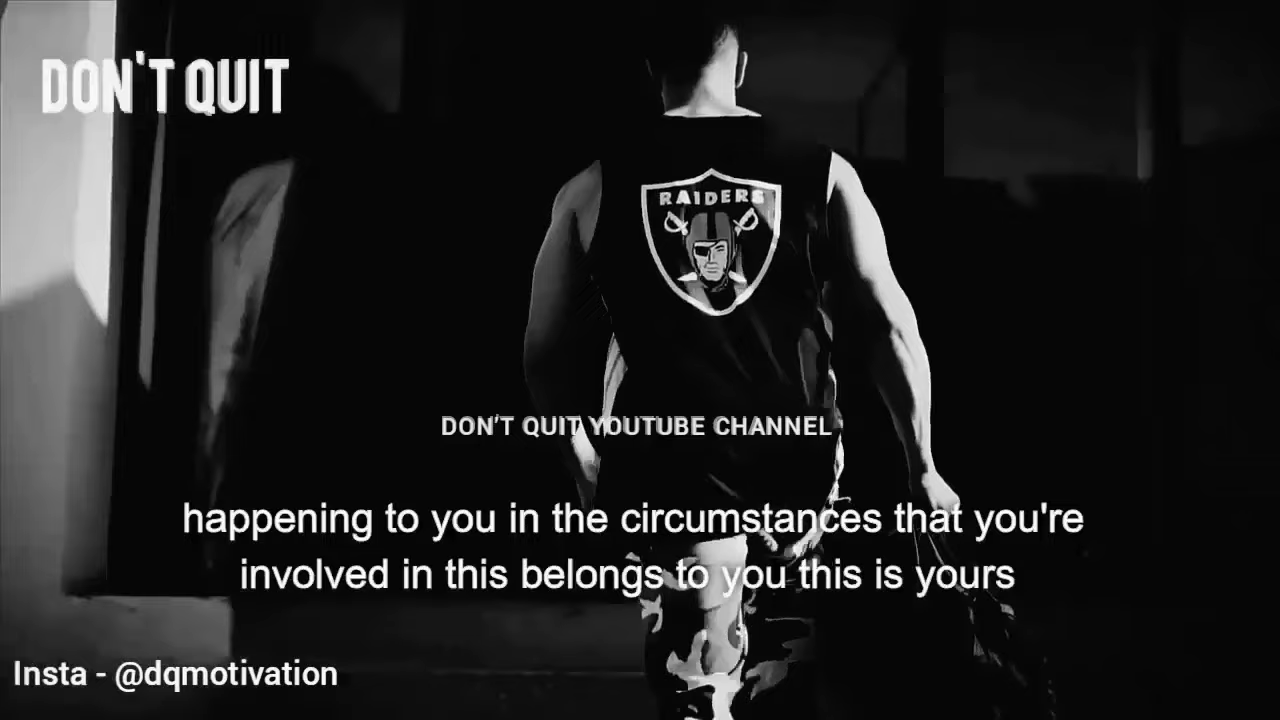 DON'T QUIT
RAIDERS
DON'T QUIT YOUTUBE CHANNEL
happening to you in the circumstances that you're
involved in this belongs to you this is yours
Insta - @dqmotivation